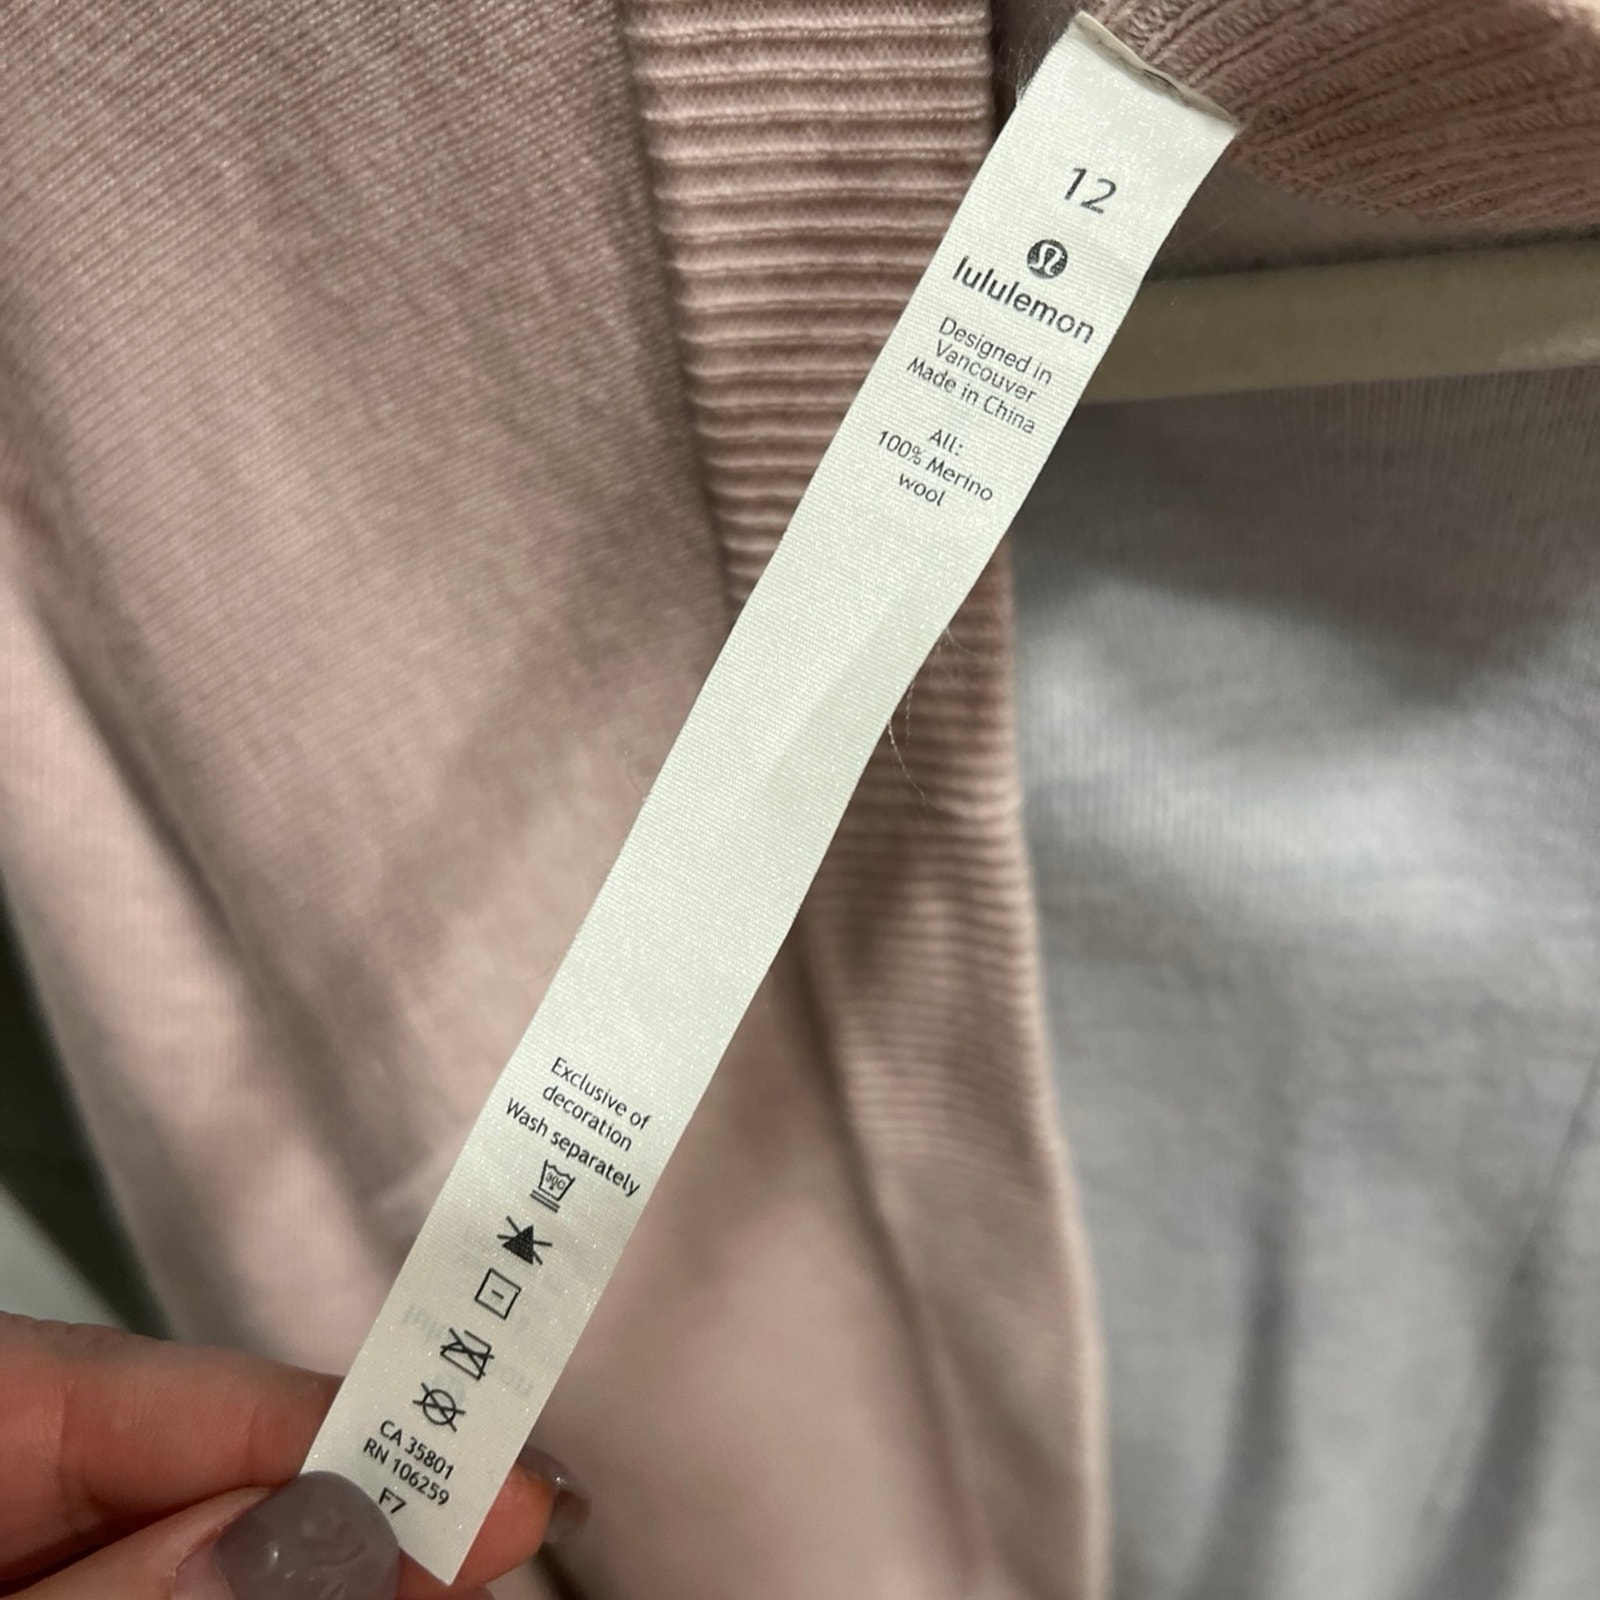 12
lululemon
Designed in
Vancouver
Made in China
All:
100% Merino
wool
Exclusive of
decoration
Wash separately
30C
CA 35801
RN 106259
F7